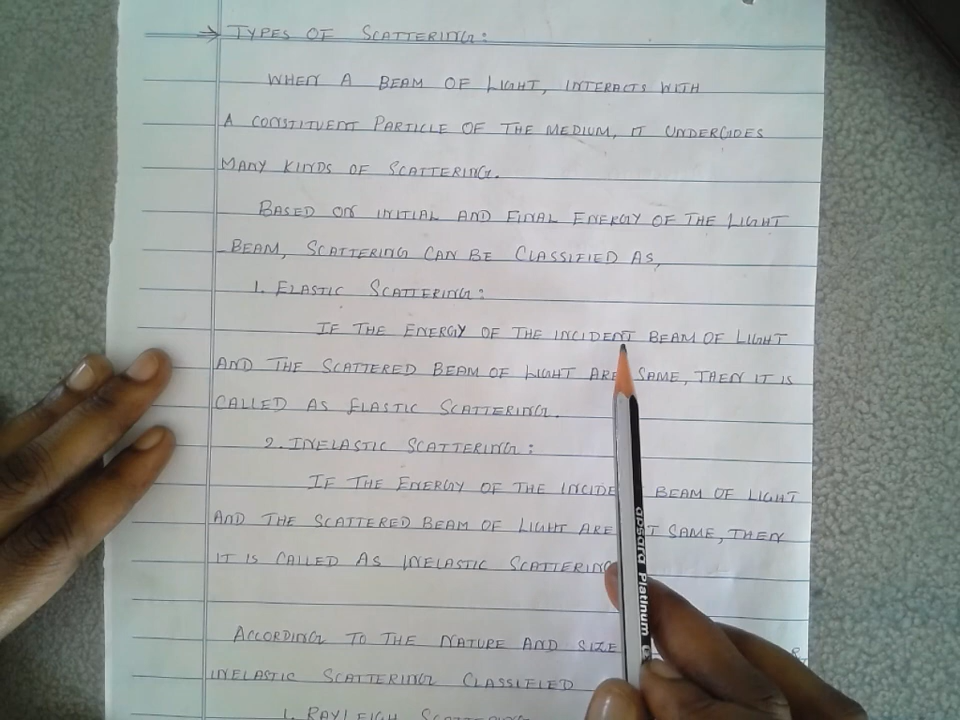 → TYPES OF SCATTERING:
WHEN A BEAM OF LIGHT, INTERACTS WITH
A CONSTITUENT PARTICLE OF THE MEDIUM, IT UNDERGOES
MANY KINDS OF SCATTERING.
BASED ON INITIAL AND FINAL ENERGY OF THE LIGHT
BEAM, SCATTERING CAN BE CLASSIFIED AS,
1. ELASTIC SCATTERING:
IF THE ENERGY OF THE INCIDENT BEAM OF LIGHT
AND THE SCATTERED BEAM OF LIGHT ARE SAME, THEN IT IS
CALLED AS ELASTIC SCATTERING.
2. INELASTIC SCATTERING:
IF THE ENERGY OF THE INCIDE BEAM OF LIGHT
AND THE SCATTERED BEAM OF LIGHT ARE T SAME, THEN
IT IS CALLED AS INELASTIC SCATTERING
ACCORDING TO THE NATURE AND SIZE
INELASTIC SCATTERING CLASSIFIED
1. RAYLEIGH SCATTERING
apsara Platinum